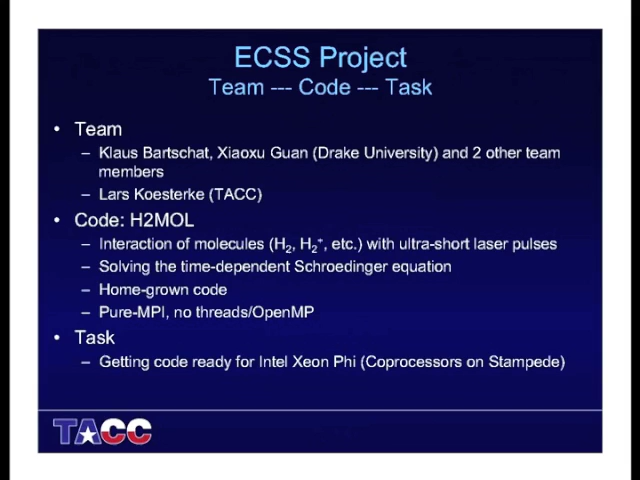 ECSS Project
Team --- Code --- Task
• Team
– Klaus Bartschat, Xiaoxu Guan (Drake University) and 2 other team
members
– Lars Koesterke (TACC)
• Code: H2MOL
– Interaction of molecules (H₂, H₂⁺, etc.) with ultra-short laser pulses
– Solving the time-dependent Schroedinger equation
– Home-grown code
– Pure-MPI, no threads/OpenMP
• Task
– Getting code ready for Intel Xeon Phi (Coprocessors on Stampede)
TACC